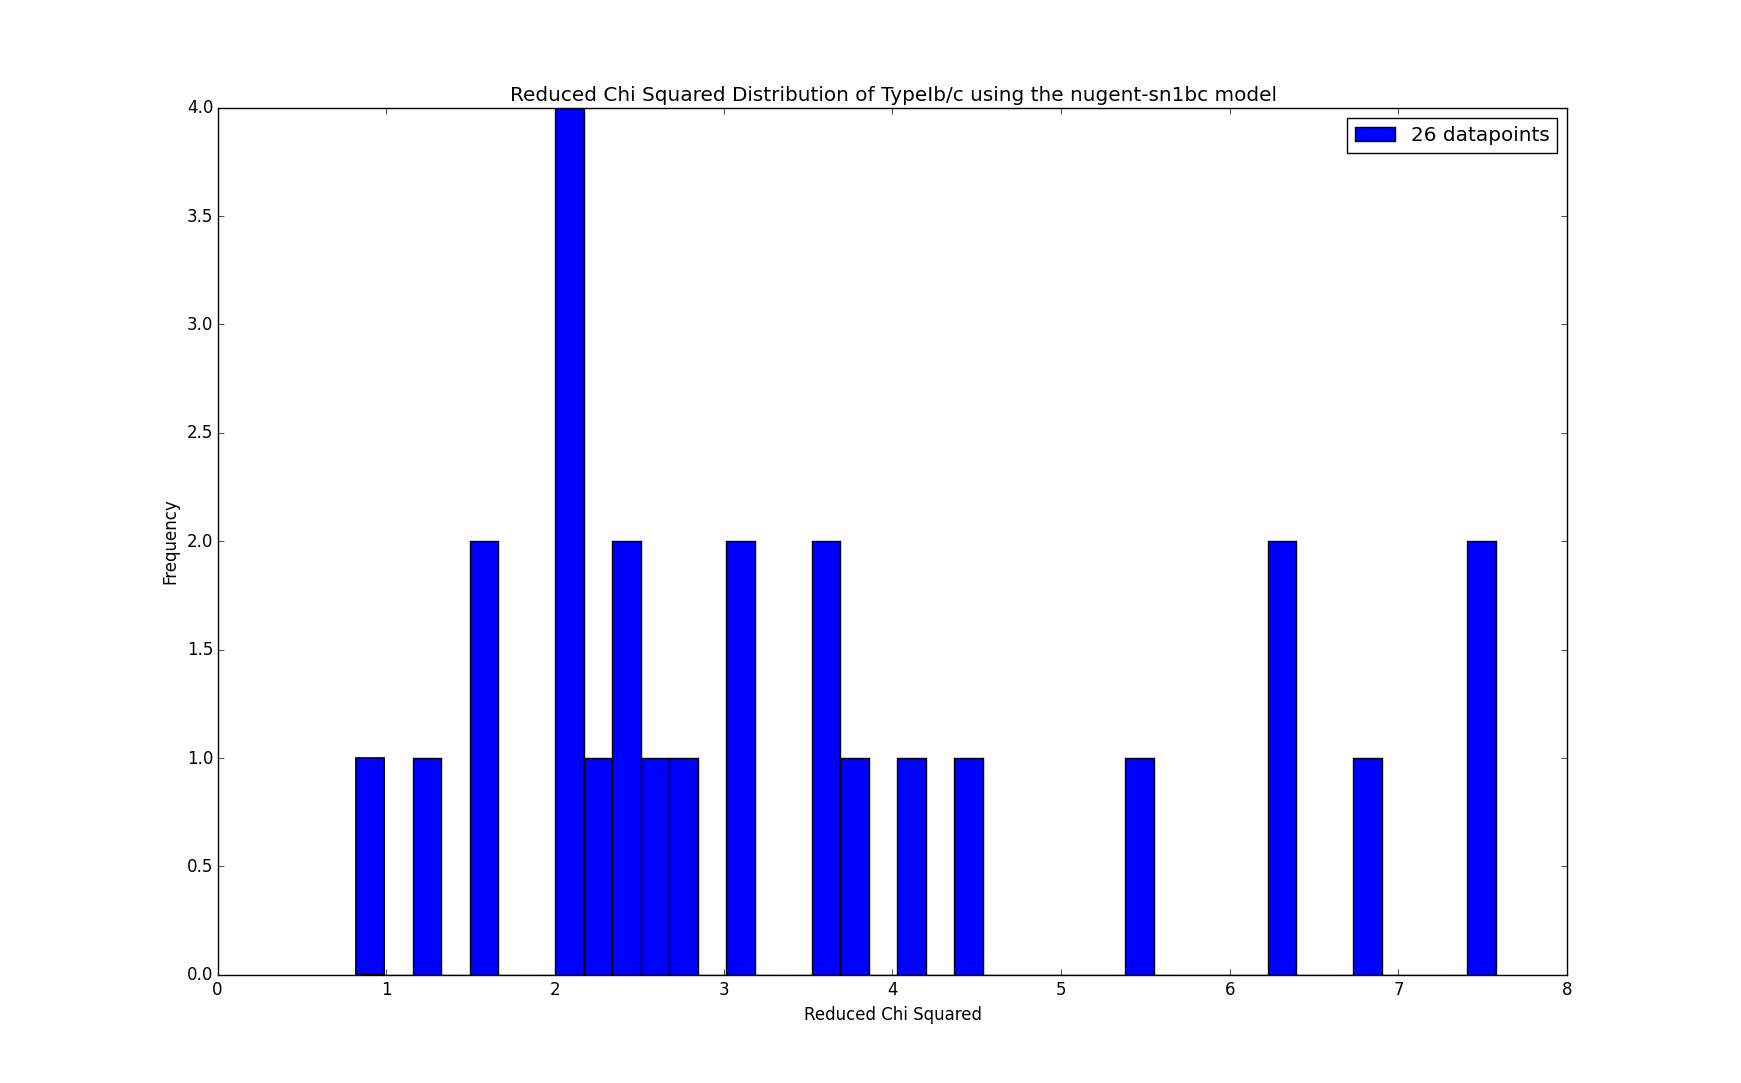 Reduced Chi Squared Distribution of TypeIb/c using the nugent-sn1bc model
26 datapoints
4.0
3.5
3.0
2.5
2.0
1.5
1.0
0.5
0.0
Frequency
0 1 2 3 4 5 6 7 8
Reduced Chi Squared